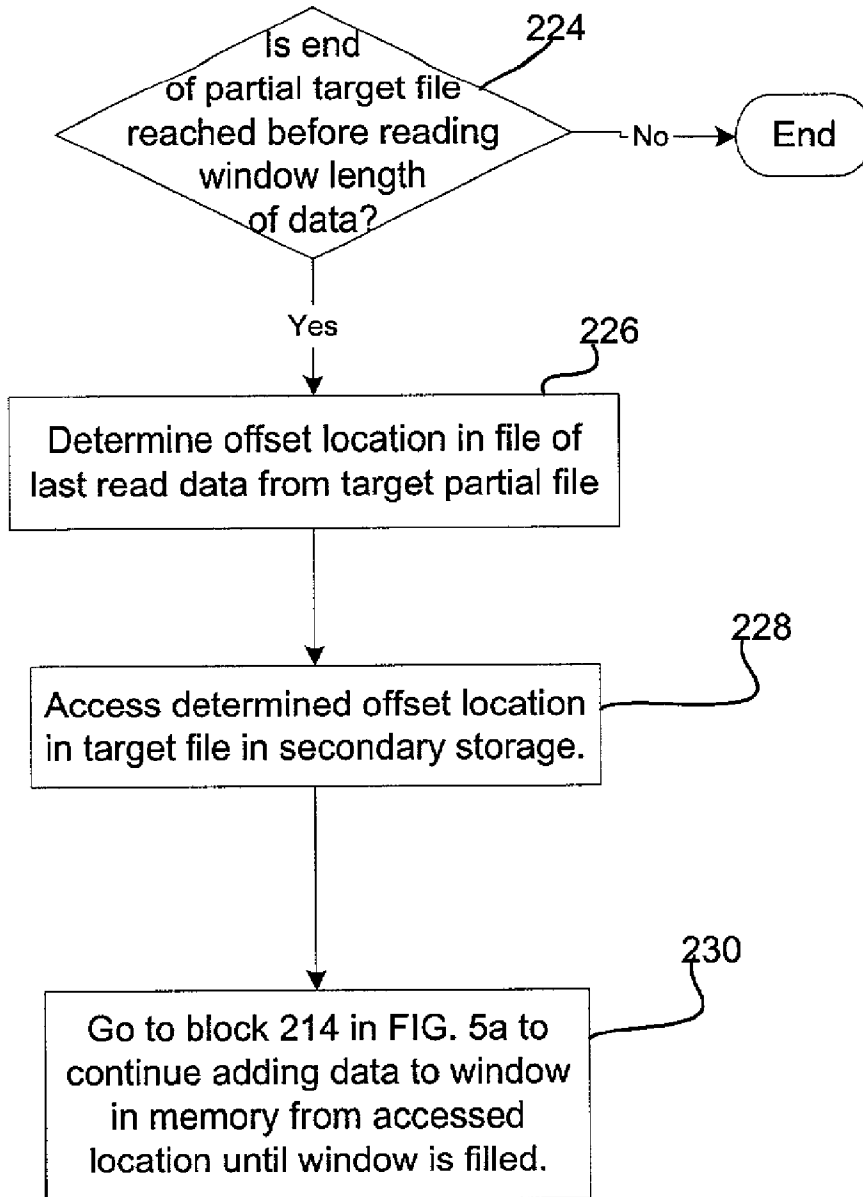 224
Is end
of partial target file
reached before reading
window length
of data?
No
End
Yes
226
Determine offset location in file of
last read data from target partial file
228
Access determined offset location
in target file in secondary storage.
230
Go to block 214 in FIG. 5a to
continue adding data to window
in memory from accessed
location until window is filled.